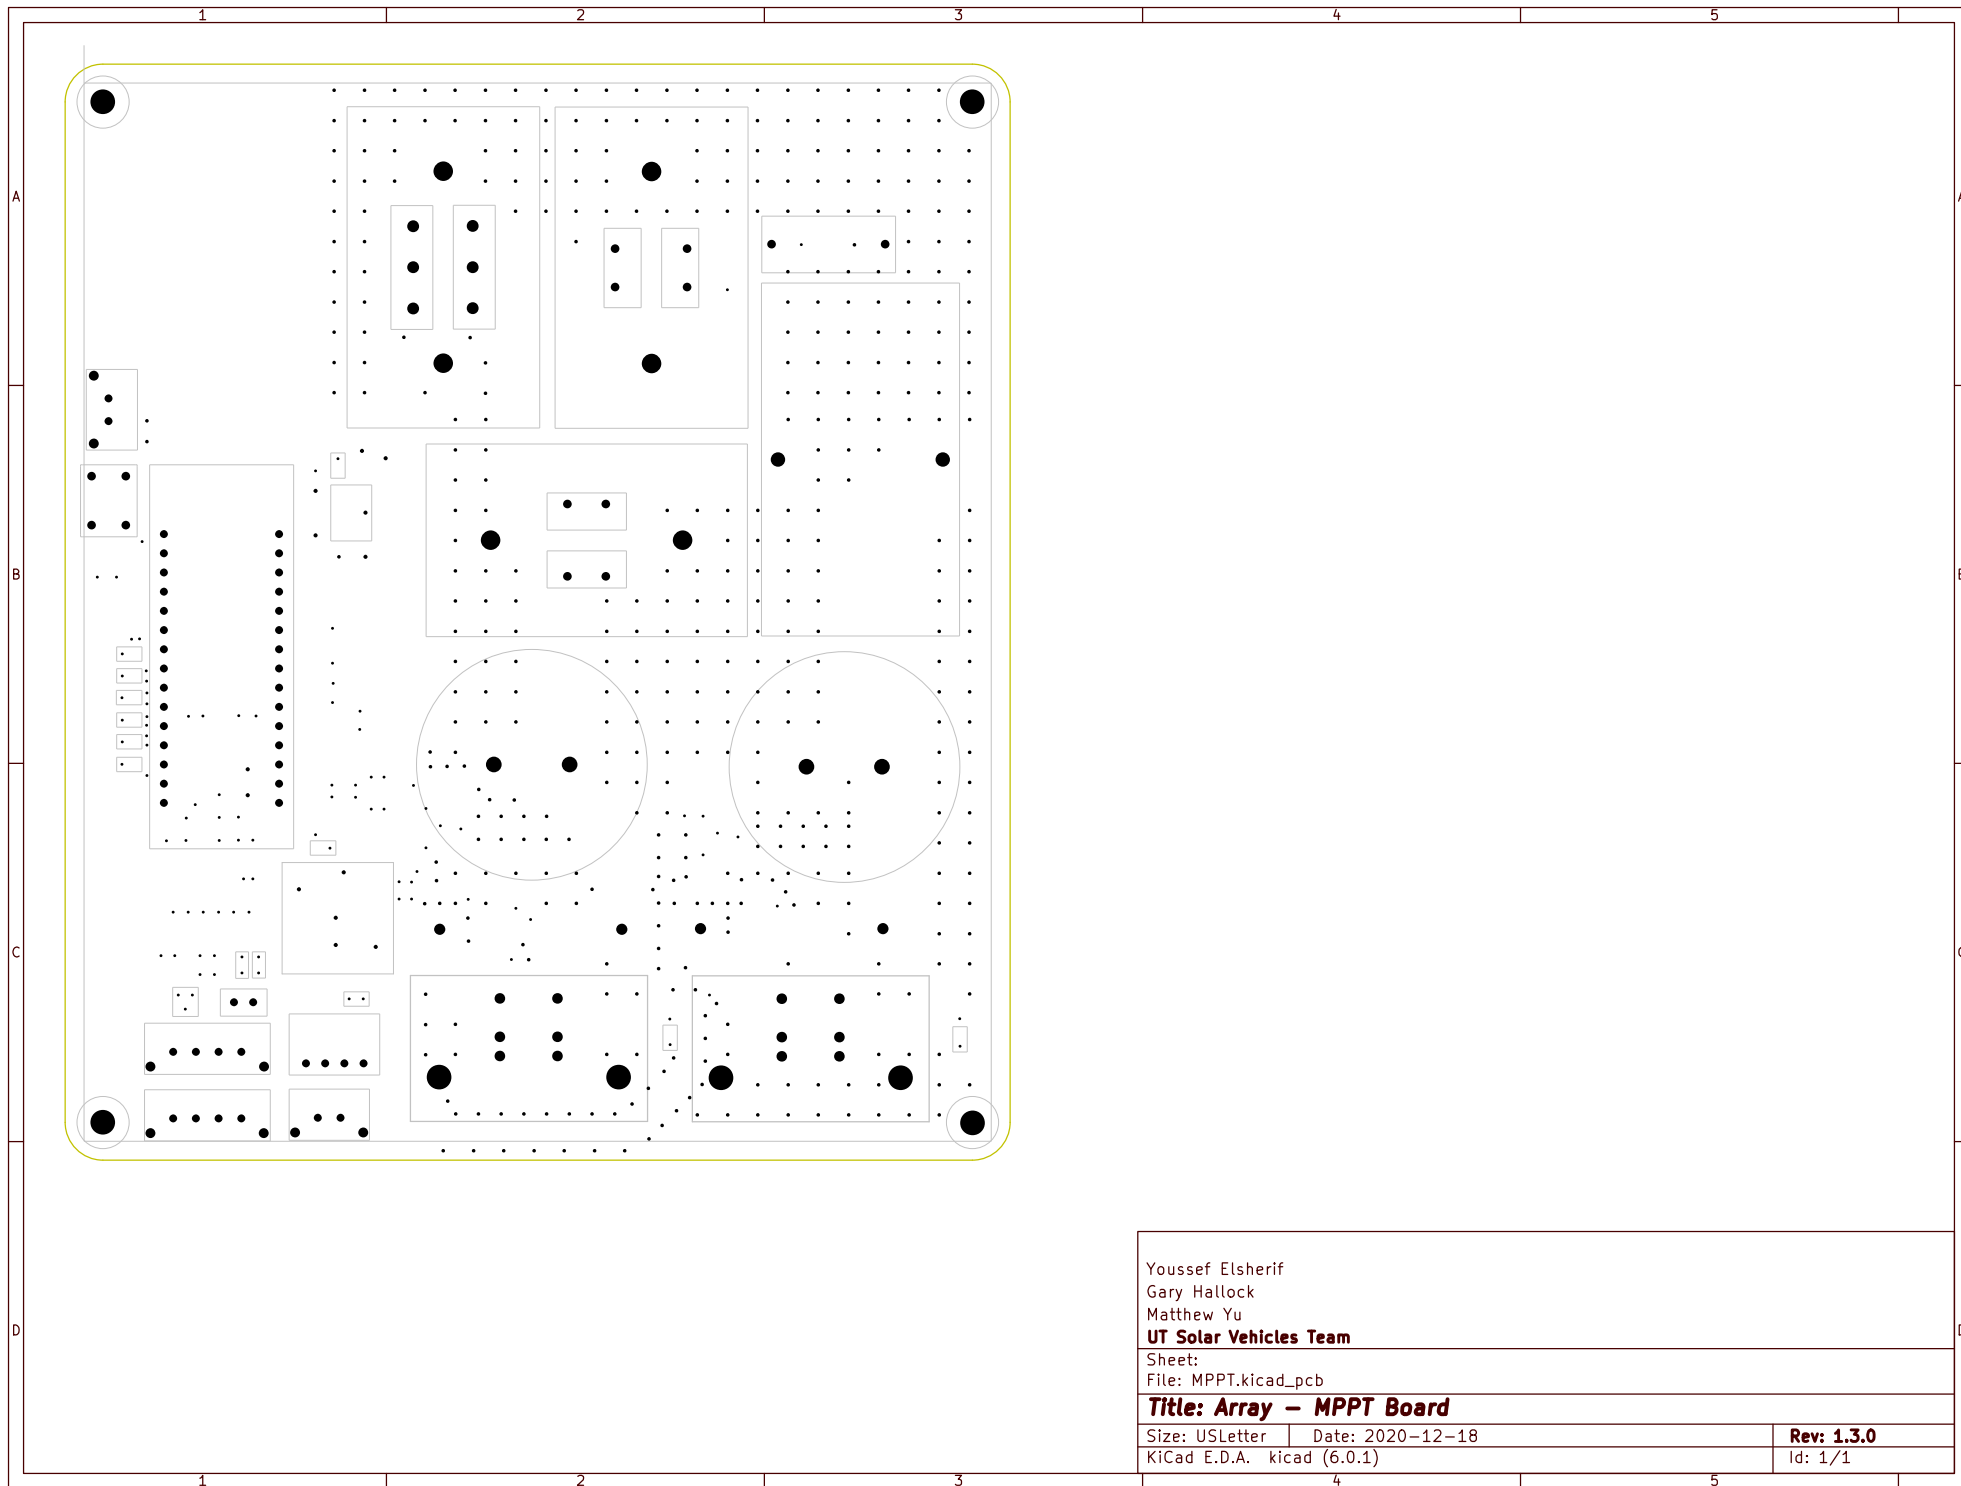 1 2 3 4 5
A A
B B
C C
D D
Youssef Elsherif
Gary Hallock
Matthew Yu
UT Solar Vehicles Team
Sheet:
File: MPPT.kicad_pcb
Title: Array – MPPT Board
Size: USLetter Date: 2020–12–18 Rev: 1.3.0
KiCad E.D.A. kicad (6.0.1) Id: 1/1
1 2 3 4 5